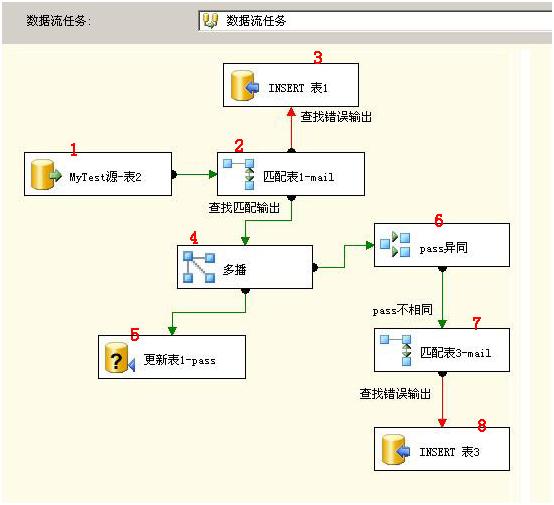 数据流任务:
数据流任务
3
INSERT 表1
查找错误输出
1
MyTest源-表2
2
匹配表1-mail
查找匹配输出
4
多播
6
pass异同
pass不相同
5
更新表1-pass
7
匹配表3-mail
查找错误输出
8
INSERT 表3